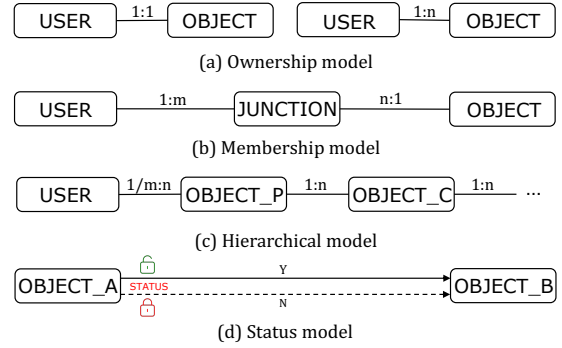 USER 1:1 OBJECT USER 1:n OBJECT
(a) Ownership model
USER 1:m JUNCTION n:1 OBJECT
(b) Membership model
USER 1/m:n OBJECT_P 1:n OBJECT_C 1:n ...
(c) Hierarchical model
OBJECT_A STATUS Y OBJECT_B
N
(d) Status model